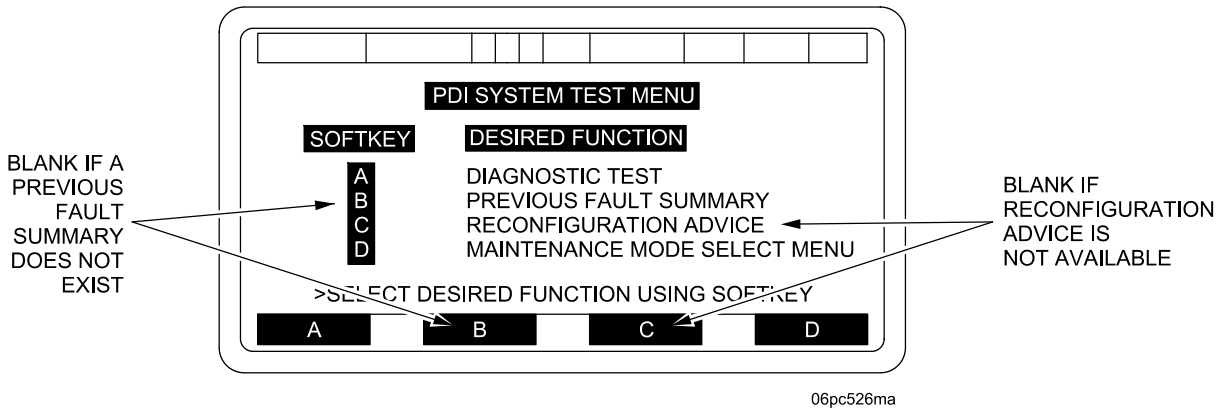 PDI SYSTEM TEST MENU
SOFTKEY DESIRED FUNCTION
A DIAGNOSTIC TEST
B PREVIOUS FAULT SUMMARY
C RECONFIGURATION ADVICE
D MAINTENANCE MODE SELECT MENU
>SELECT DESIRED FUNCTION USING SOFTKEY
A B C D
BLANK IF A
PREVIOUS
FAULT
SUMMARY
DOES NOT
EXIST
BLANK IF
RECONFIGURATION
ADVICE IS
NOT AVAILABLE
06pc526ma